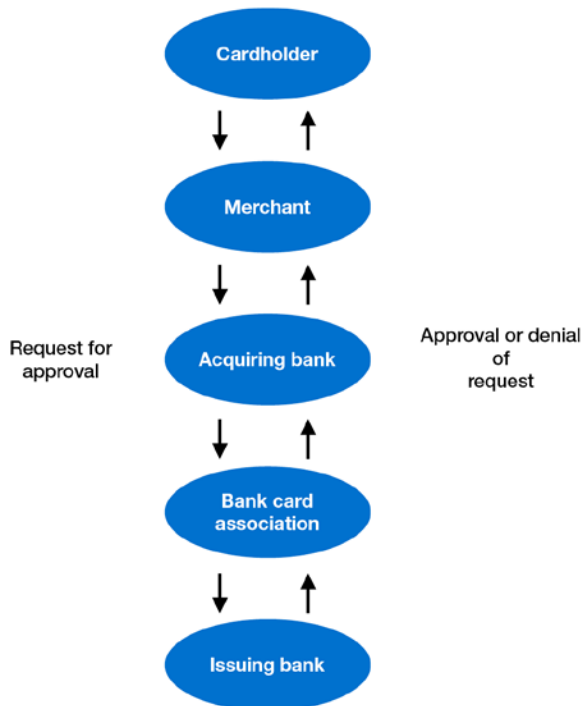 Cardholder
Merchant
Request for
approval
Acquiring bank
Approval or denial
of
request
Bank card
association
Issuing bank